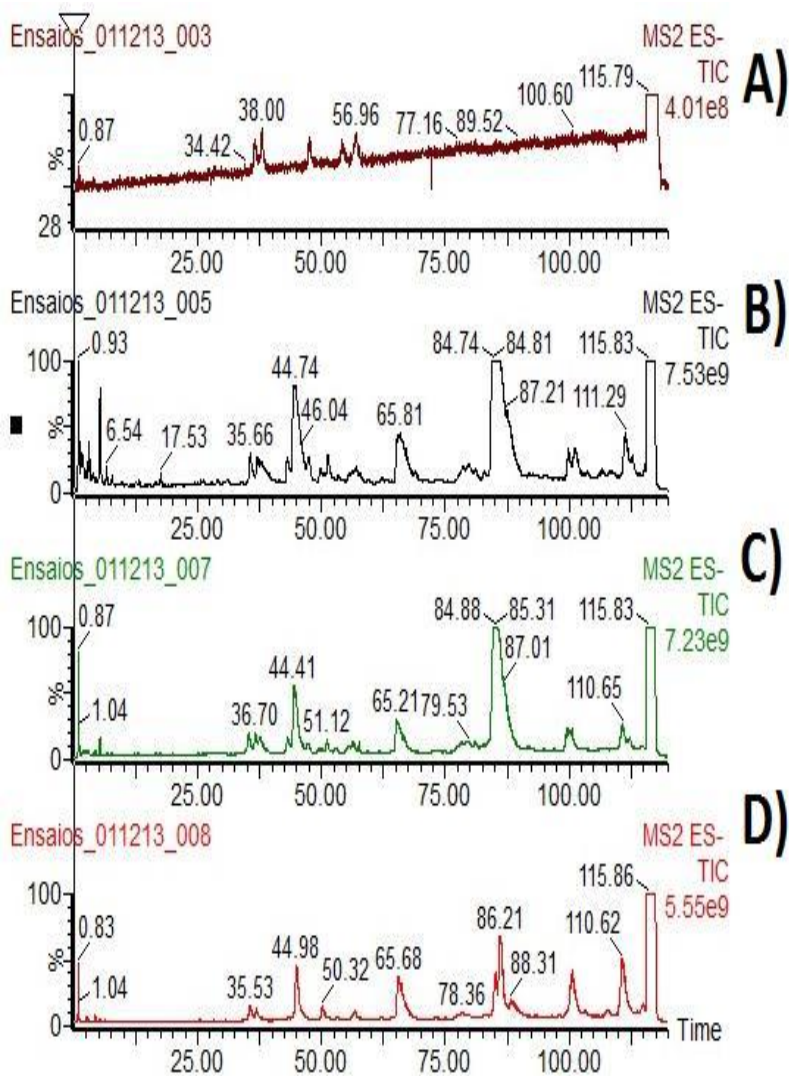 Ensaios_011213_003
MS2 ES-
TIC
4.01e8
A)
0.87
34.42
38.00
56.96
77.16
89.52
100.60
115.79
%
28
25.00 50.00 75.00 100.00
Ensaios_011213_005
MS2 ES-
TIC
7.53e9
B)
100
%
0
0.93
6.54
17.53
35.66
44.74
46.04
65.81
84.74
84.81
87.21
111.29
115.83
25.00 50.00 75.00 100.00
Ensaios_011213_007
MS2 ES-
TIC
7.23e9
C)
100
%
0
0.87
1.04
36.70
44.41
51.12
65.21
79.53
84.88
85.31
87.01
110.65
115.83
25.00 50.00 75.00 100.00
Ensaios_011213_008
MS2 ES-
TIC
5.55e9
D)
100
%
0
0.83
1.04
35.53
44.98
50.32
65.68
78.36
86.21
88.31
110.62
115.86
Time
25.00 50.00 75.00 100.00